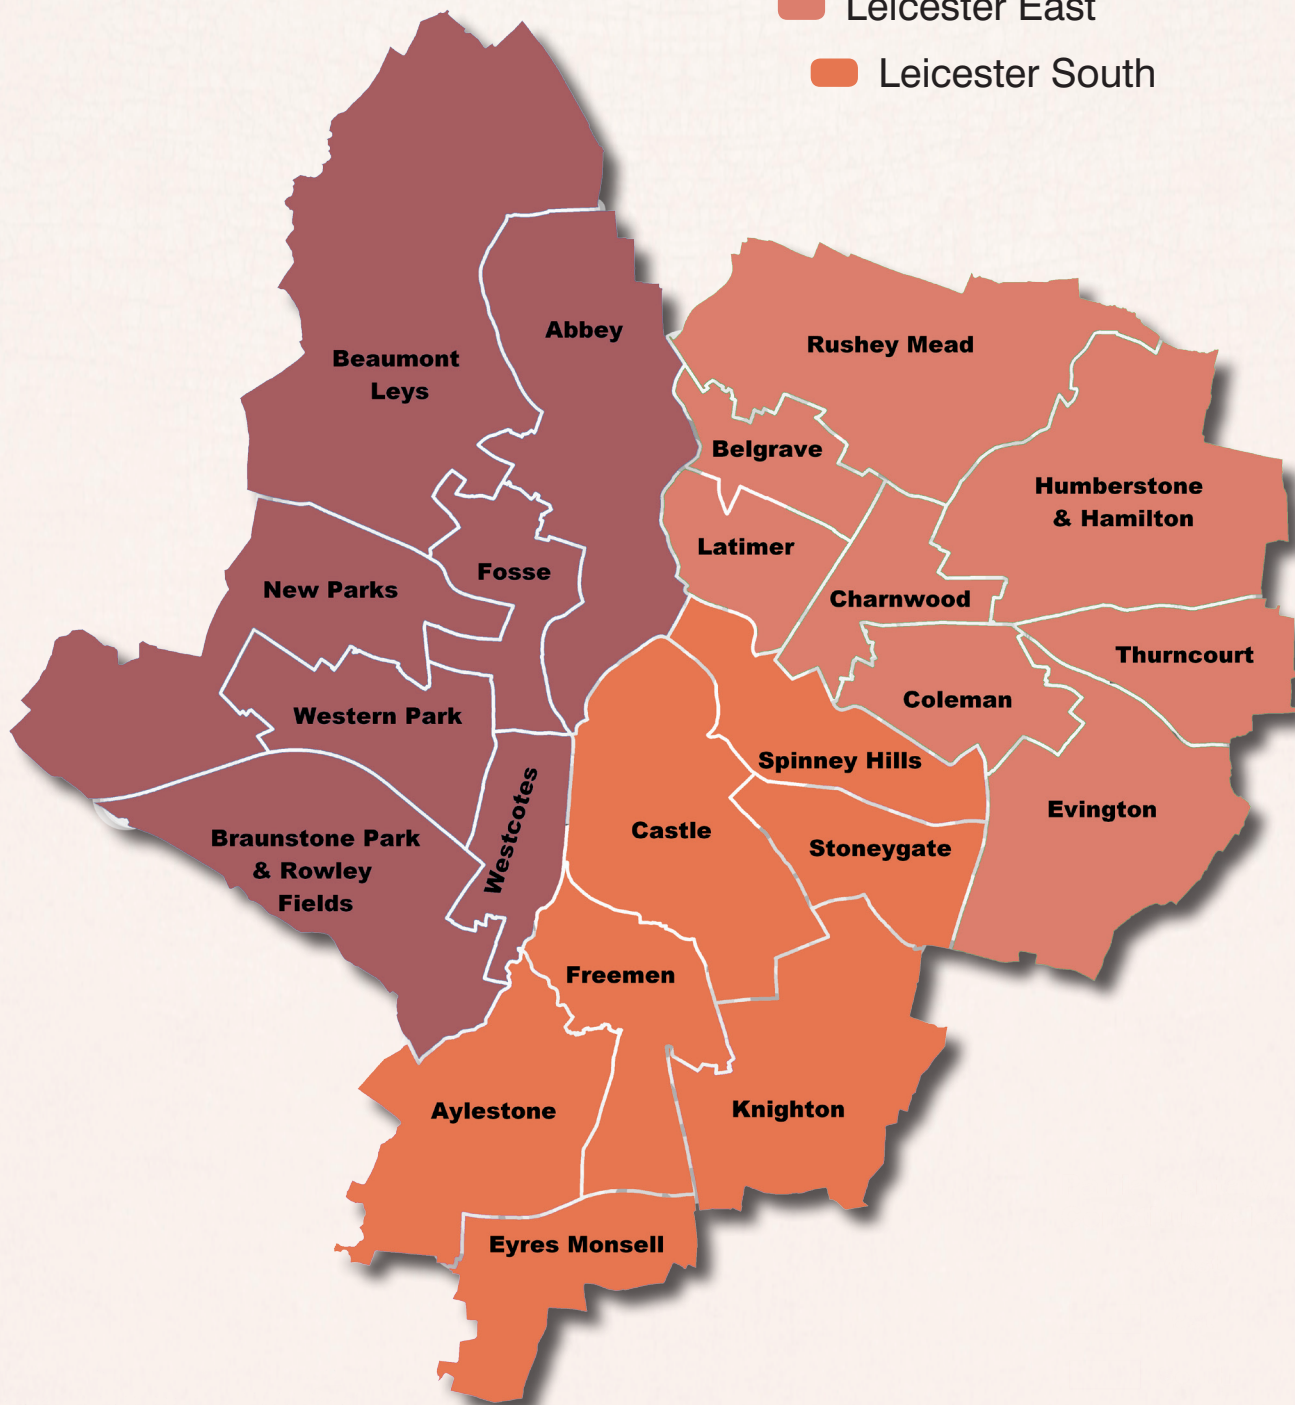 Leicester East
Leicester South
Abbey
Beaumont
Leys
Rushey Mead
Belgrave
Humberstone
& Hamilton
Latimer
Fosse
New Parks
Charnwood
Thurncourt
Coleman
Western Park
Spinney Hills
Westcotes
Evington
Castle
Braunstone Park
& Rowley
Fields
Stoneygate
Freemen
Aylestone
Knighton
Eyres Monsell